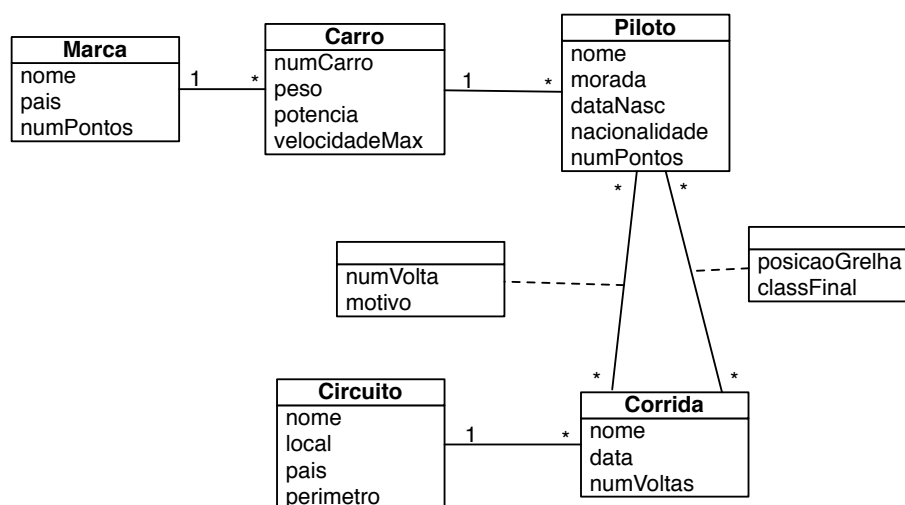 Marca
nome
pais
numPontos
1
*
Carro
numCarro
peso
potencia
velocidadeMax
1
*
Piloto
nome
morada
dataNasc
nacionalidade
numPontos
*
*
numVolta
motivo
posicaoGrelha
classFinal
*
*
Circuito
nome
local
pais
perimetro
1
*
Corrida
nome
data
numVoltas